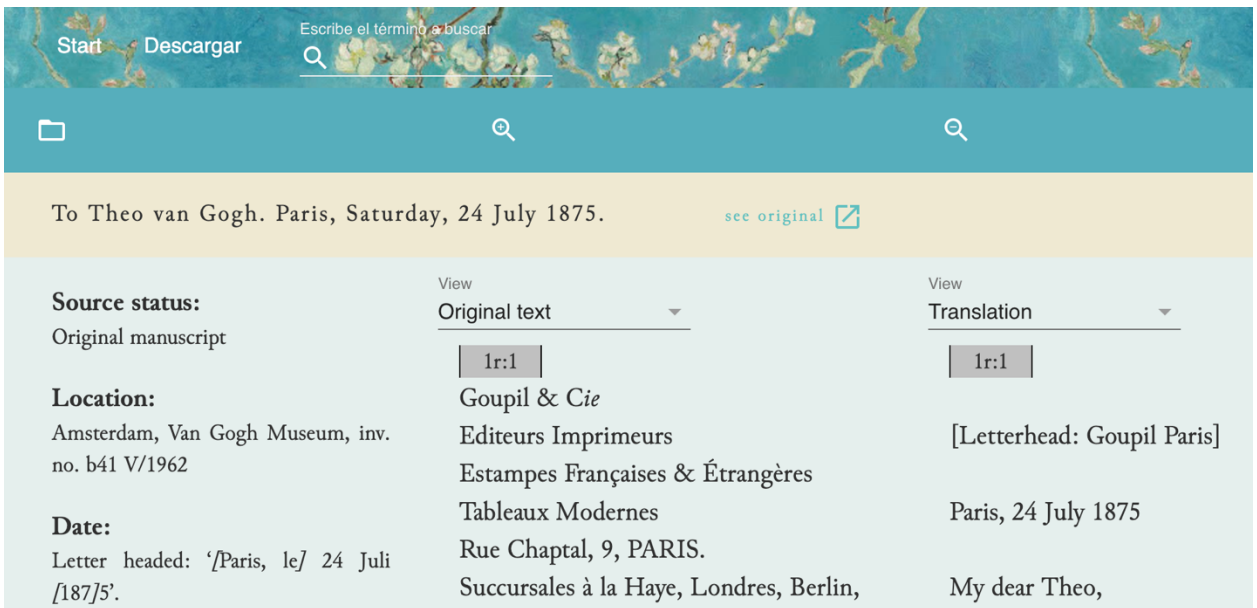 Start
Descargar
Escribe el término a buscar
To Theo van Gogh. Paris, Saturday, 24 July 1875.
see original
Source status:
Original manuscript
Location:
Amsterdam, Van Gogh Museum, inv.
no. b41 V/1962
Date:
Letter headed: ‘[Paris, le] 24 Juli
[187]5’.
View
Original text
1r:1
Goupil & Cie
Editeurs Imprimeurs
Estampes Françaises & Étrangères
Tableaux Modernes
Rue Chaptal, 9, PARIS.
Succursales à la Haye, Londres, Berlin,
View
Translation
1r:1
[Letterhead: Goupil Paris]
Paris, 24 July 1875
My dear Theo,